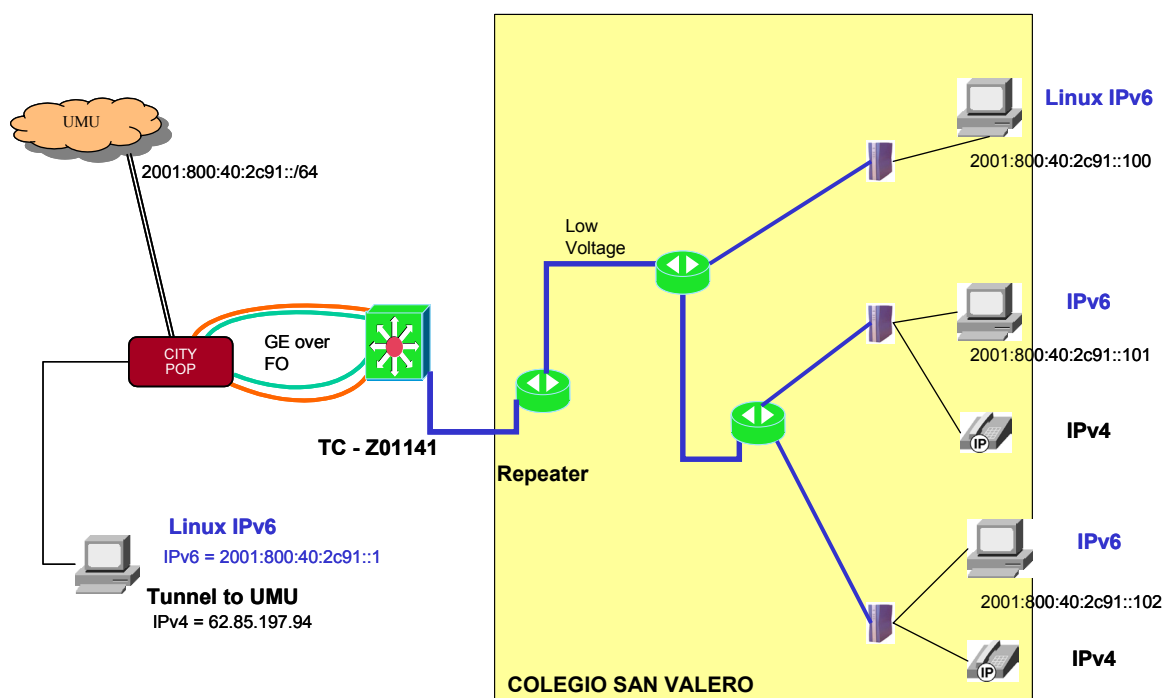 UMU
2001:800:40:2c91::/64
CITY
POP
GE over
FO
TC - Z01141
Linux IPv6
IPv6 = 2001:800:40:2c91::1
Tunnel to UMU
IPv4 = 62.85.197.94
Repeater
Low
Voltage
Linux IPv6
2001:800:40:2c91::100
IPv6
2001:800:40:2c91::101
IP
IPv4
IPv6
2001:800:40:2c91::102
IP
IPv4
COLEGIO SAN VALERO